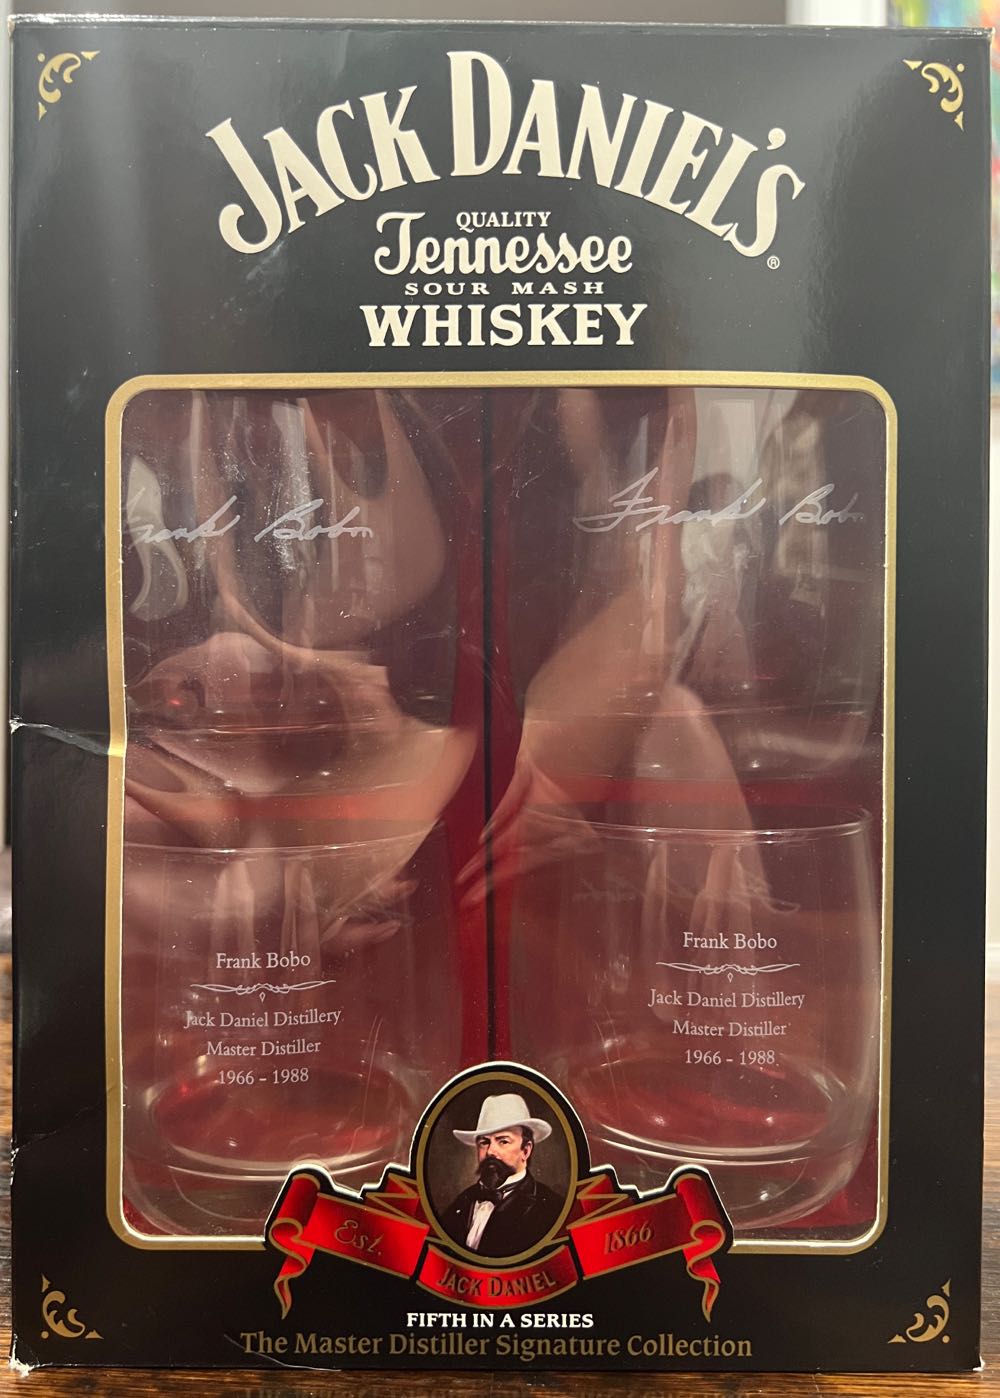 JACK DANIEL'S ®
QUALITY
Tennessee
SOUR MASH
WHISKEY
Frank Bobo
Frank Bobo
Frank Bobo
Jack Daniel Distillery
Master Distiller
1966 - 1988
Frank Bobo
Jack Daniel Distillery
Master Distiller
1966 - 1988
Est. 1866
JACK DANIEL
FIFTH IN A SERIES
The Master Distiller Signature Collection